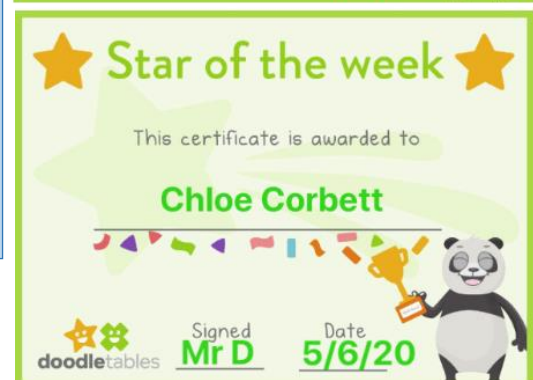 Star of the week
This certificate is awarded to
Chloe Corbett
Signed Date
Mr D 5/6/20
doodletables